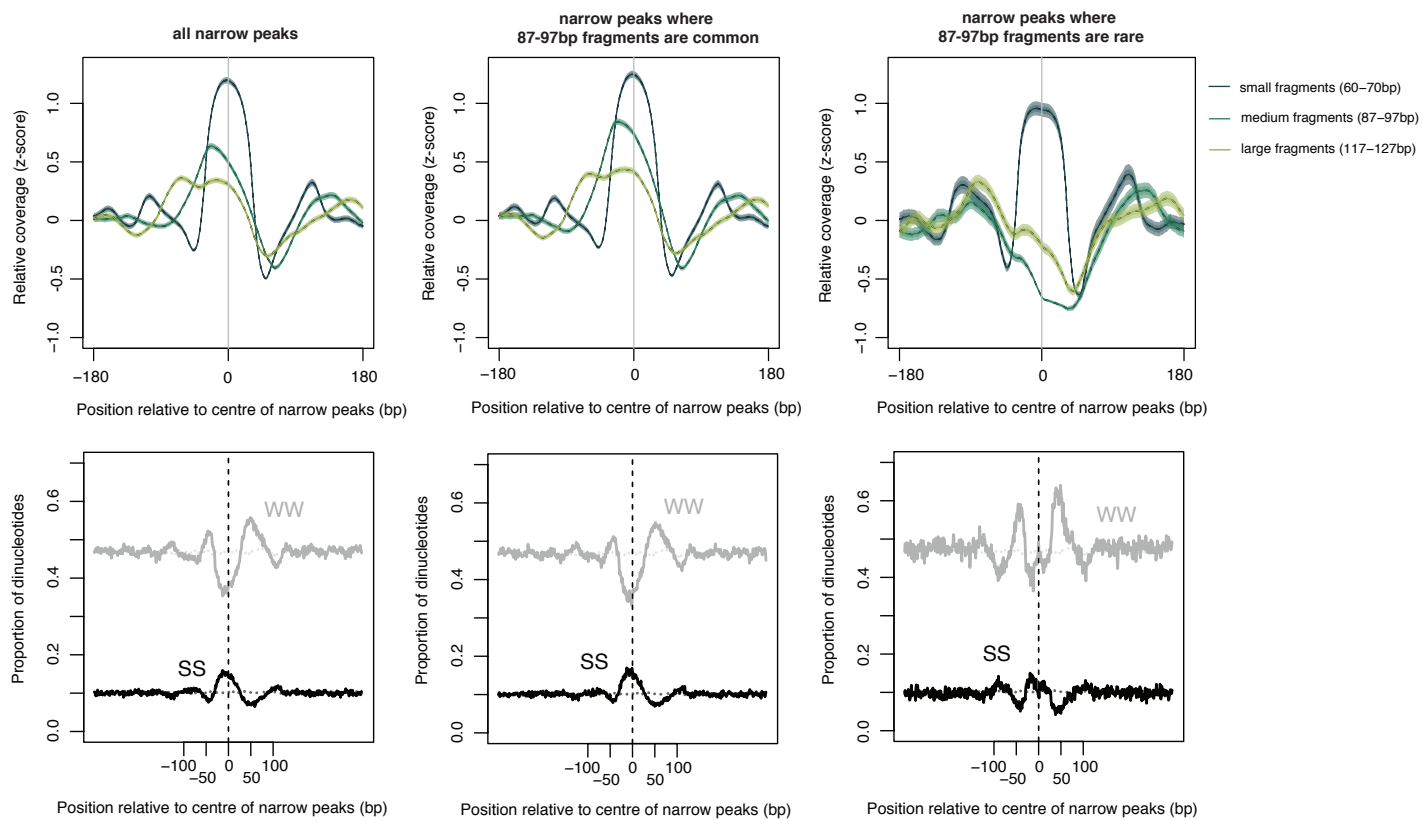 all narrow peaks
narrow peaks where
87-97bp fragments are common
narrow peaks where
87-97bp fragments are rare
Relative coverage (z-score)
1.0
0.5
0
−0.5
−1.0
−180
0
180
Position relative to centre of narrow peaks (bp)
Relative coverage (z-score)
1.0
0.5
0
−0.5
−1.0
−180
0
180
Position relative to centre of narrow peaks (bp)
Relative coverage (z-score)
1.0
0.5
0
−0.5
−1.0
−180
0
180
Position relative to centre of narrow peaks (bp)
small fragments (60−70bp)
medium fragments (87−97bp)
large fragments (117−127bp)
Proportion of dinucleotides
0.6
0.4
0.2
0.0
WW
SS
−100
−50
0
50
100
Position relative to centre of narrow peaks (bp)
Proportion of dinucleotides
0.6
0.4
0.2
0.0
WW
SS
−100
−50
0
50
100
Position relative to centre of narrow peaks (bp)
Proportion of dinucleotides
0.6
0.4
0.2
0.0
WW
SS
−100
−50
0
50
100
Position relative to centre of narrow peaks (bp)